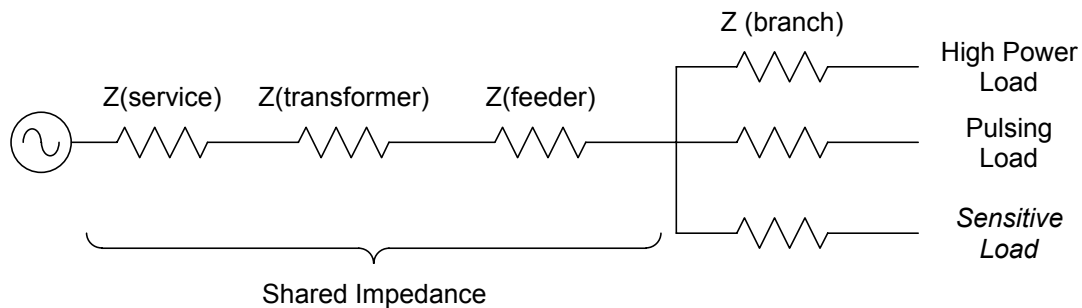 Z (branch)
High Power
Load
Z(service)
Z(transformer)
Z(feeder)
Pulsing
Load
Sensitive
Load
Shared Impedance